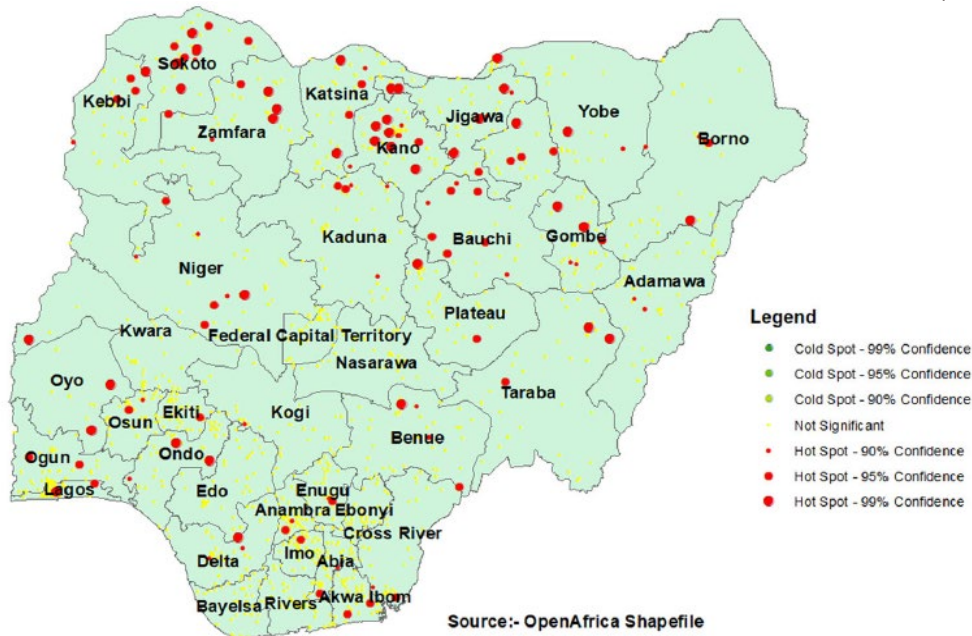 Sokoto
Kebbi
Katsina
Zamfara
Jigawa
Yobe
Kano
Borno
Kaduna
Bauchi
Gombe
Niger
Adamawa
Plateau
Kwara
Federal Capital Territory
Nasarawa
Oyo
Taraba
Osun
Ekiti
Kogi
Benue
Ogun
Ondo
Lagos
Edo
Enugu
Anambra
Ebonyi
Cross River
Imo
Delta
Abia
Bayelsa
Rivers
Akwa Ibom
Legend
Cold Spot - 99% Confidence
Cold Spot - 95% Confidence
Cold Spot - 90% Confidence
Not Significant
Hot Spot - 90% Confidence
Hot Spot - 95% Confidence
Hot Spot - 99% Confidence
Source:- OpenAfrica Shapefile